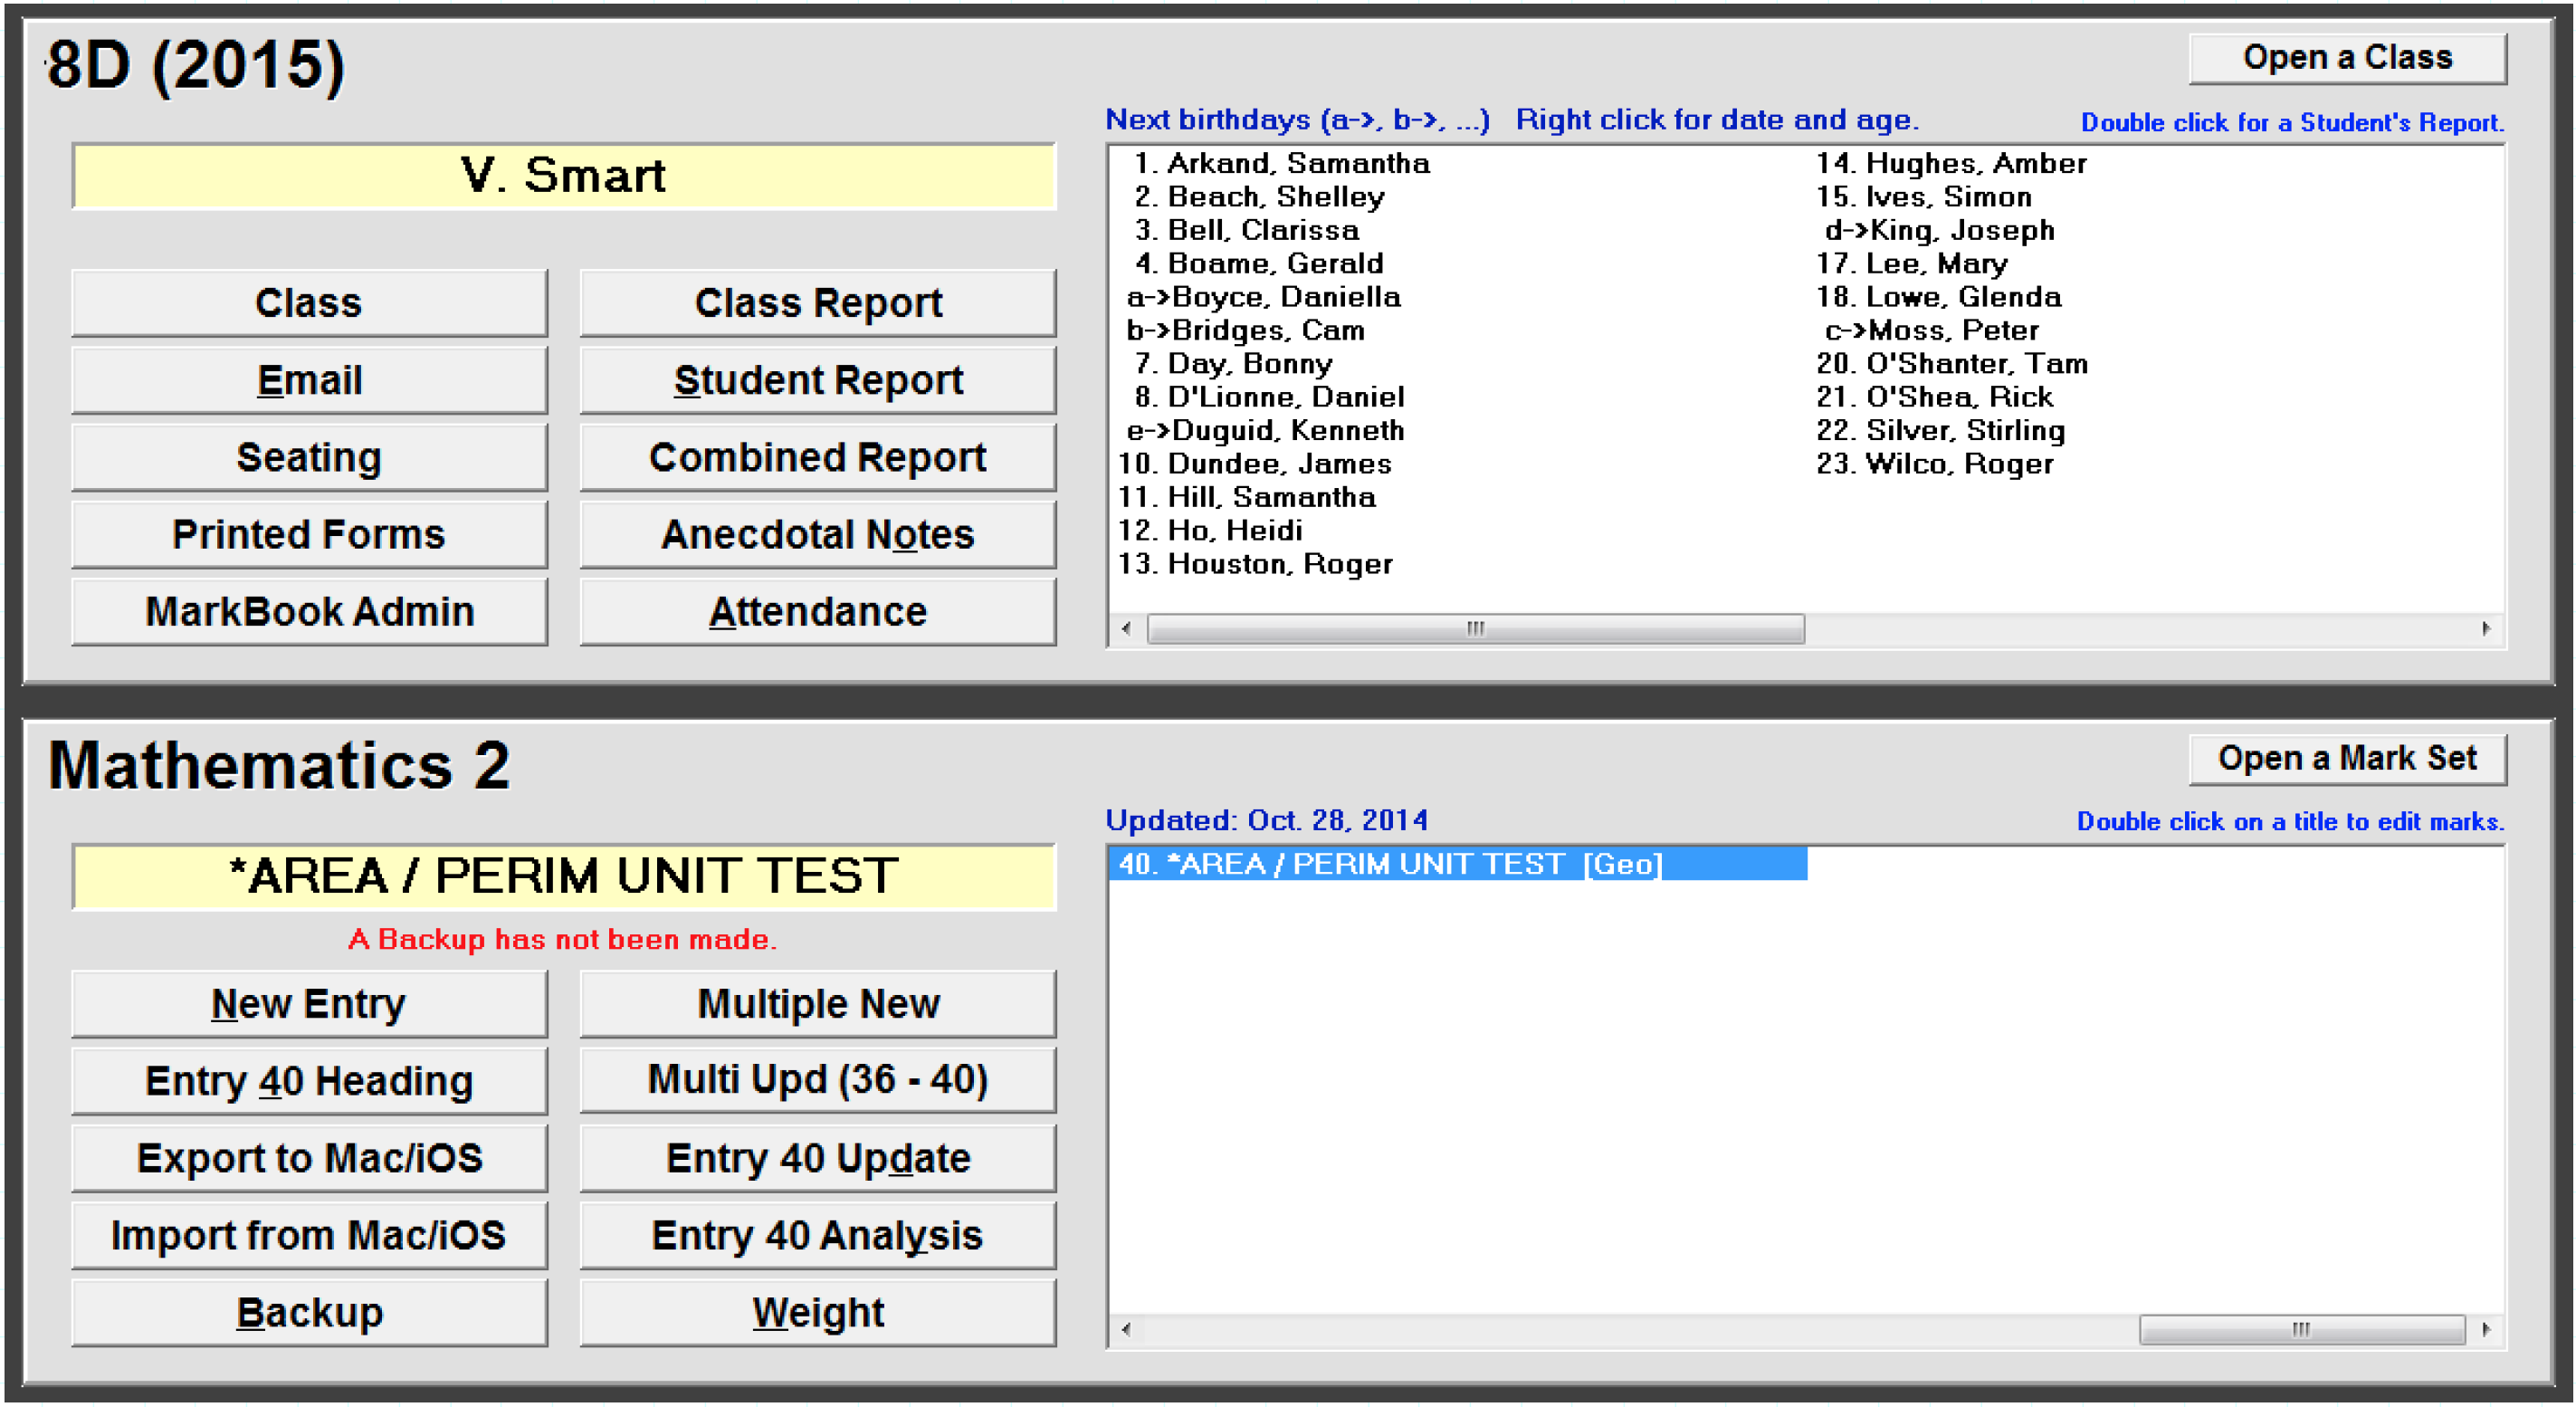 8D (2015)
Open a Class
Next birthdays (a->, b->, ...)   Right click for date and age.
Double click for a Student's Report.
V. Smart
Class
Class Report
Email
Student Report
Seating
Combined Report
Printed Forms
Anecdotal Notes
MarkBook Admin
Attendance
1. Arkand, Samantha
2. Beach, Shelley
3. Bell, Clarissa
4. Boame, Gerald
a->Boyce, Daniella
b->Bridges, Cam
7. Day, Bonny
8. D'Lionne, Daniel
e->Duguid, Kenneth
10. Dundee, James
11. Hill, Samantha
12. Ho, Heidi
13. Houston, Roger
14. Hughes, Amber
15. Ives, Simon
d->King, Joseph
17. Lee, Mary
18. Lowe, Glenda
c->Moss, Peter
20. O'Shanter, Tam
21. O'Shea, Rick
22. Silver, Stirling
23. Wilco, Roger
Mathematics 2
Open a Mark Set
Updated: Oct. 28, 2014
Double click on a title to edit marks.
*AREA / PERIM UNIT TEST
A Backup has not been made.
New Entry
Multiple New
Entry 40 Heading
Multi Upd (36 - 40)
Export to Mac/iOS
Entry 40 Update
Import from Mac/iOS
Entry 40 Analysis
Backup
Weight
40. *AREA / PERIM UNIT TEST  [Geo]